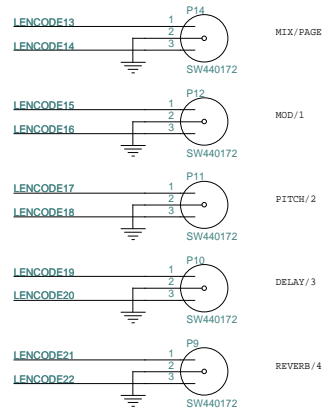 P14
LENCODE13 1
2
LENCODE14 3
SW440172
MIX/PAGE
P12
LENCODE15 1
2
LENCODE16 3
SW440172
MOD/1
P11
LENCODE17 1
2
LENCODE18 3
SW440172
PITCH/2
P10
LENCODE19 1
2
LENCODE20 3
SW440172
DELAY/3
P9
LENCODE21 1
2
LENCODE22 3
SW440172
REVERB/4